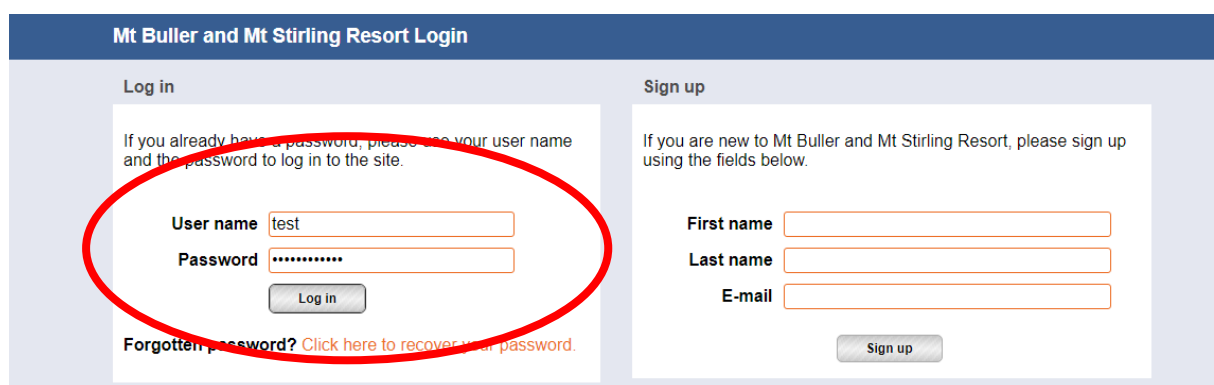 Mt Buller and Mt Stirling Resort Login
Log in
If you already have a password, please use your user name
and the password to log in to the site.
User name test
Password ••••••••••••
Log in
Forgotten password? Click here to recover your password.
Sign up
If you are new to Mt Buller and Mt Stirling Resort, please sign up
using the fields below.
First name
Last name
E-mail
Sign up